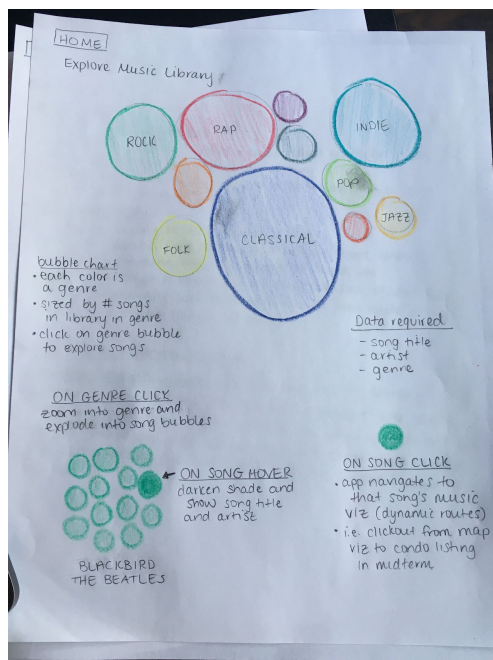 HOME
Explore Music Library
ROCK
RAP
INDIE
POP
JAZZ
FOLK
CLASSICAL
bubble chart
• each color is
a genre
• sized by # songs
in library in genre
• click on genre bubble
to explore songs
Data required
- song title
- artist
- genre
ON GENRE CLICK
zoom into genre and
explode into song bubbles
ON SONG HOVER
darken shade and
show song title
and artist
BLACKBIRD
THE BEATLES
ON SONG CLICK
• app navigates to
that song's music
viz (dynamic routes)
• i.e. clickout from map
viz to condo listing
in midterm